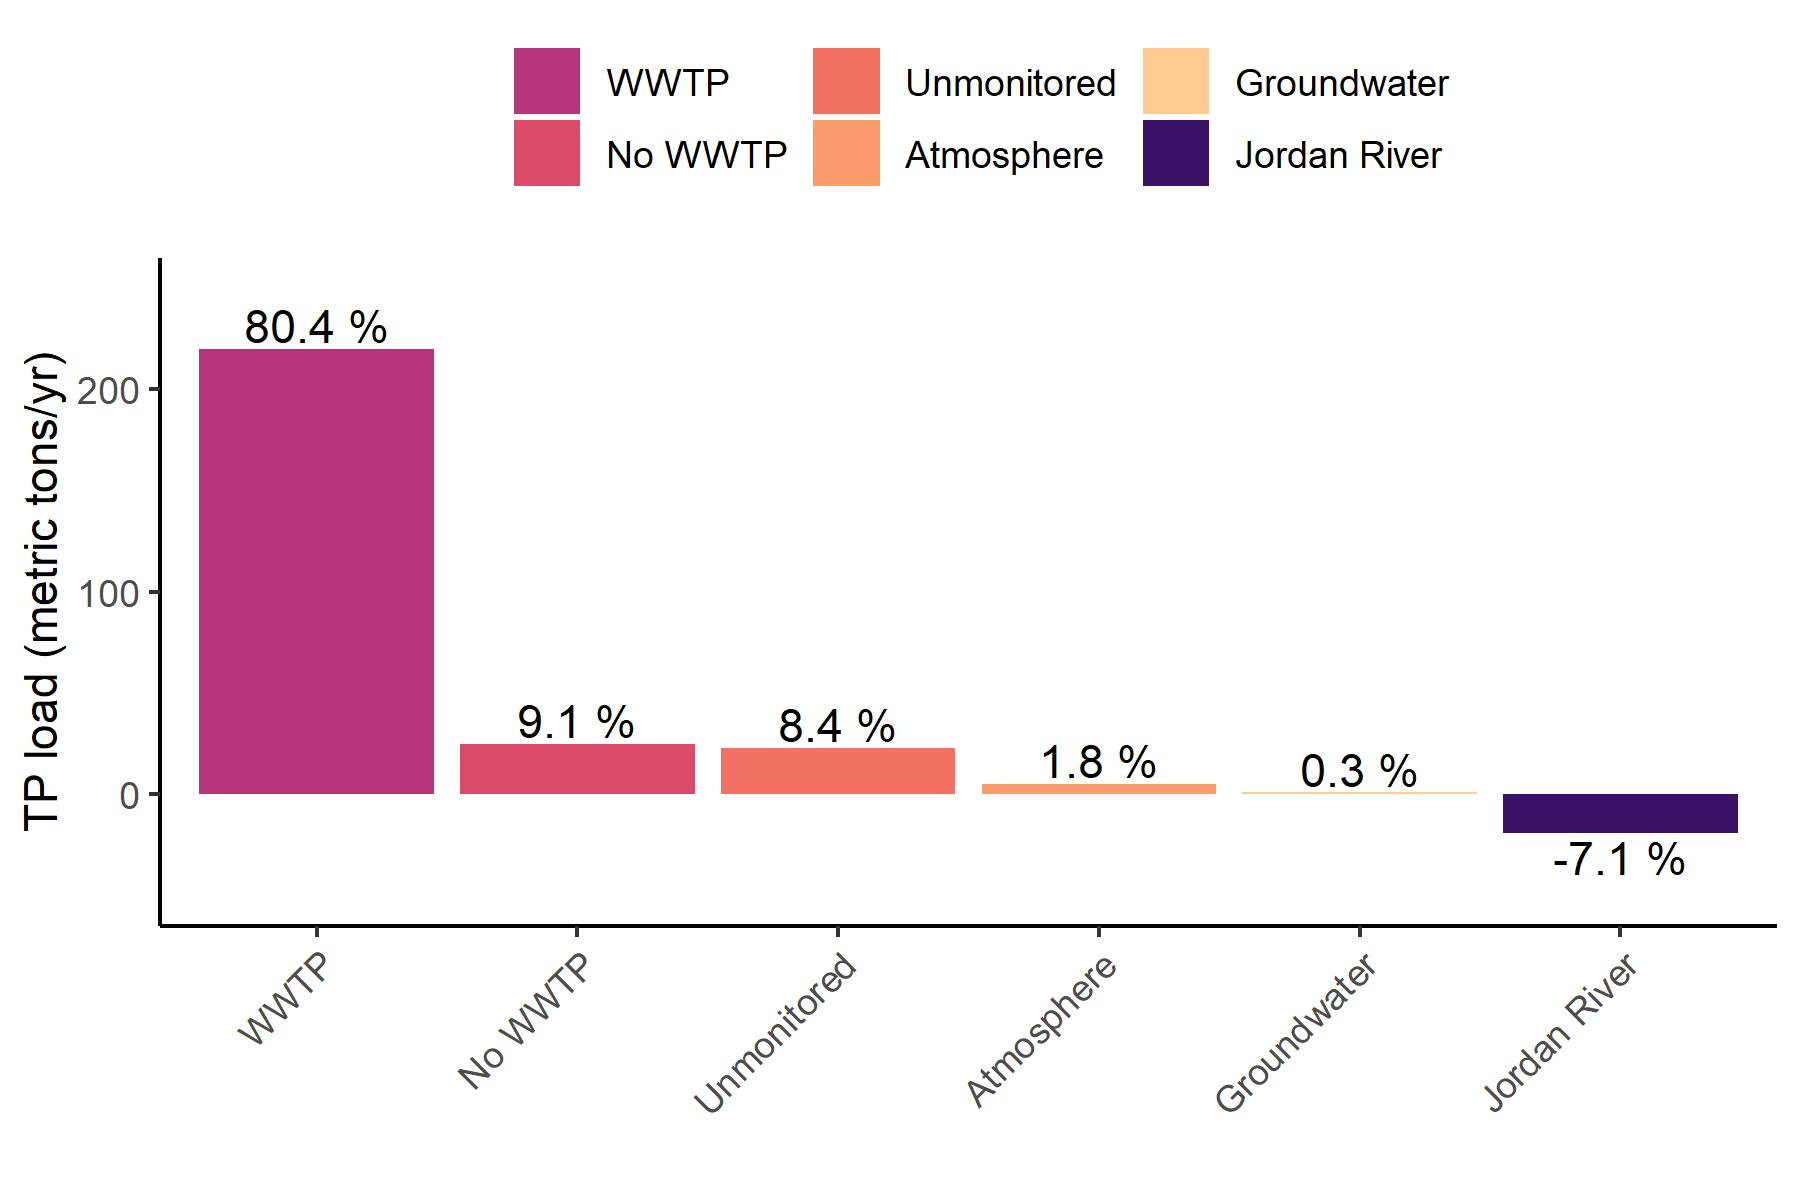 WWTP
Unmonitored
Groundwater
No WWTP
Atmosphere
Jordan River
TP load (metric tons/yr)
200
100
0
80.4 %
9.1 %
8.4 %
1.8 %
0.3 %
-7.1 %
WWTP
No WWTP
Unmonitored
Atmosphere
Groundwater
Jordan River